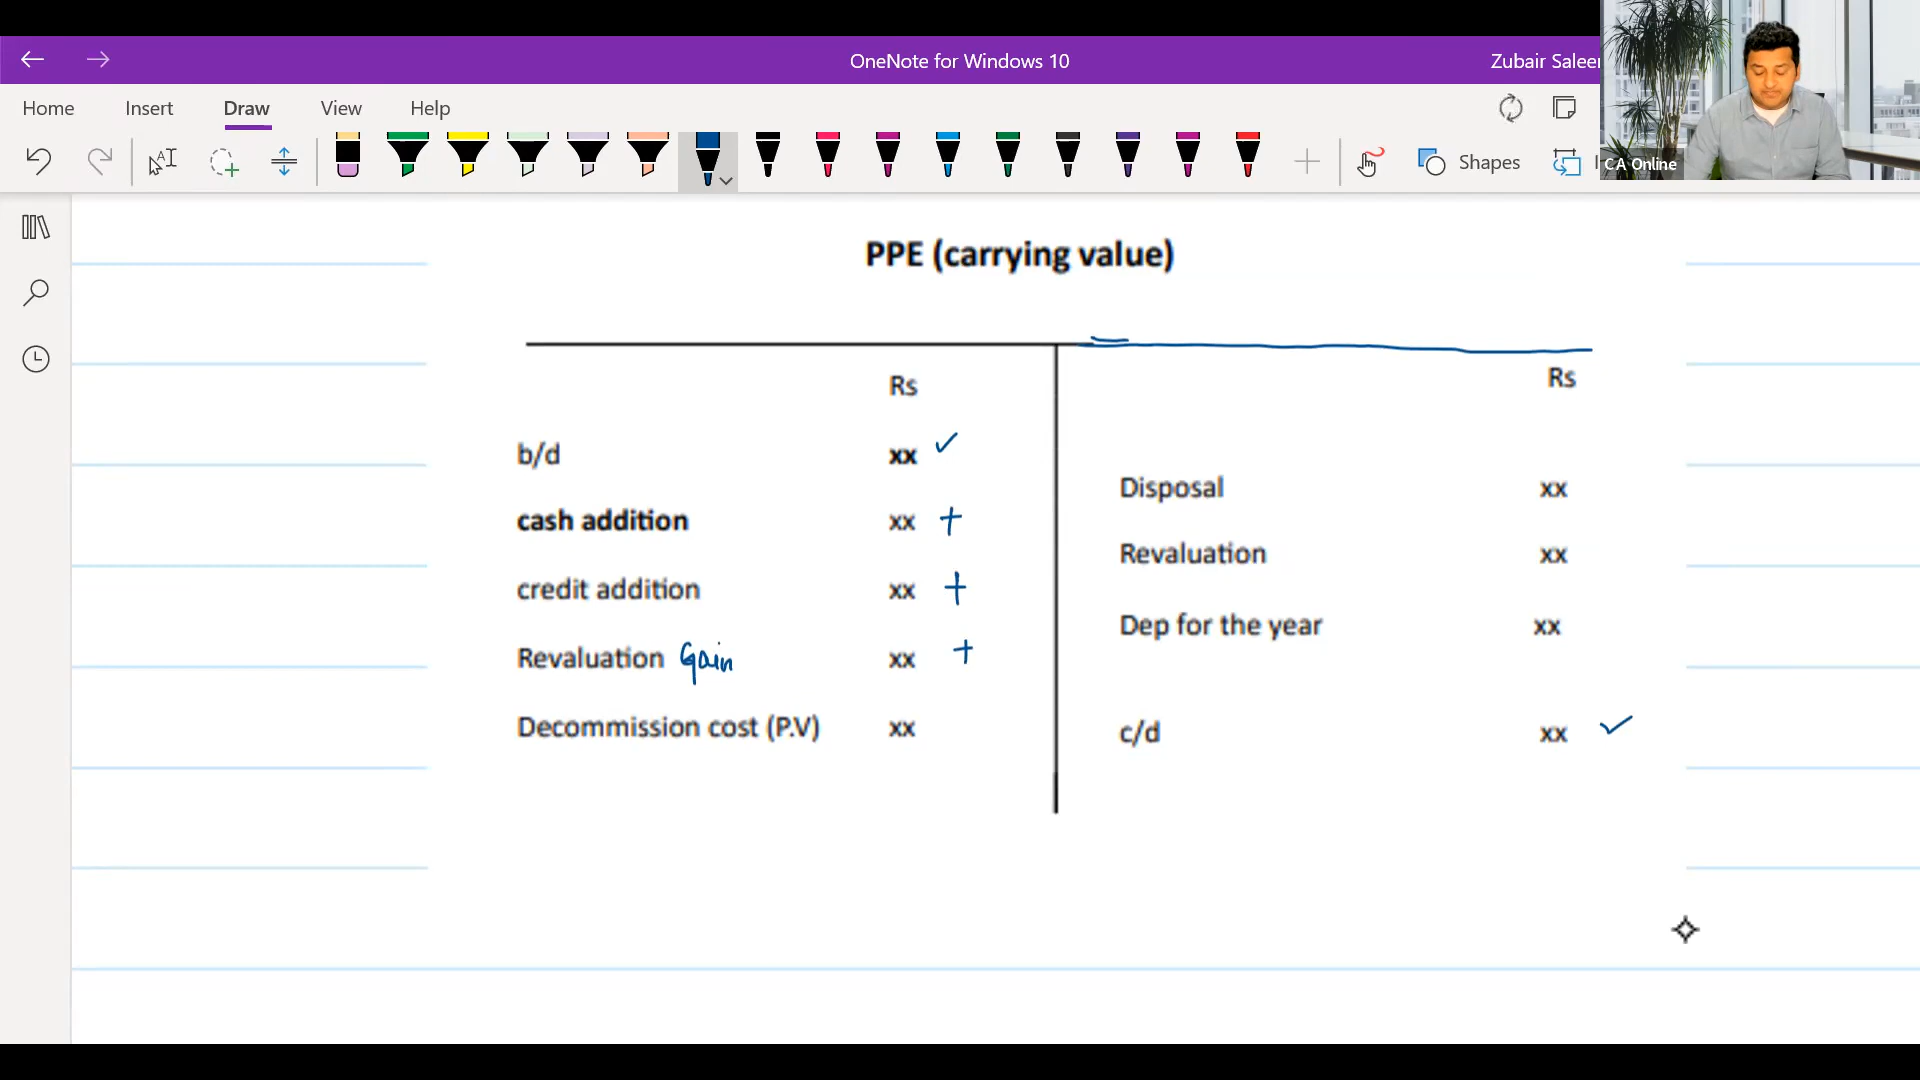 OneNote for Windows 10
Zubair Saleer
Home Insert Draw View Help
Shapes
CA Online
PPE (carrying value)
Rs
b/d xx
cash addition xx +
credit addition xx +
Revaluation Gain xx +
Decommission cost (P.V) xx
Rs
Disposal xx
Revaluation xx
Dep for the year xx
c/d xx